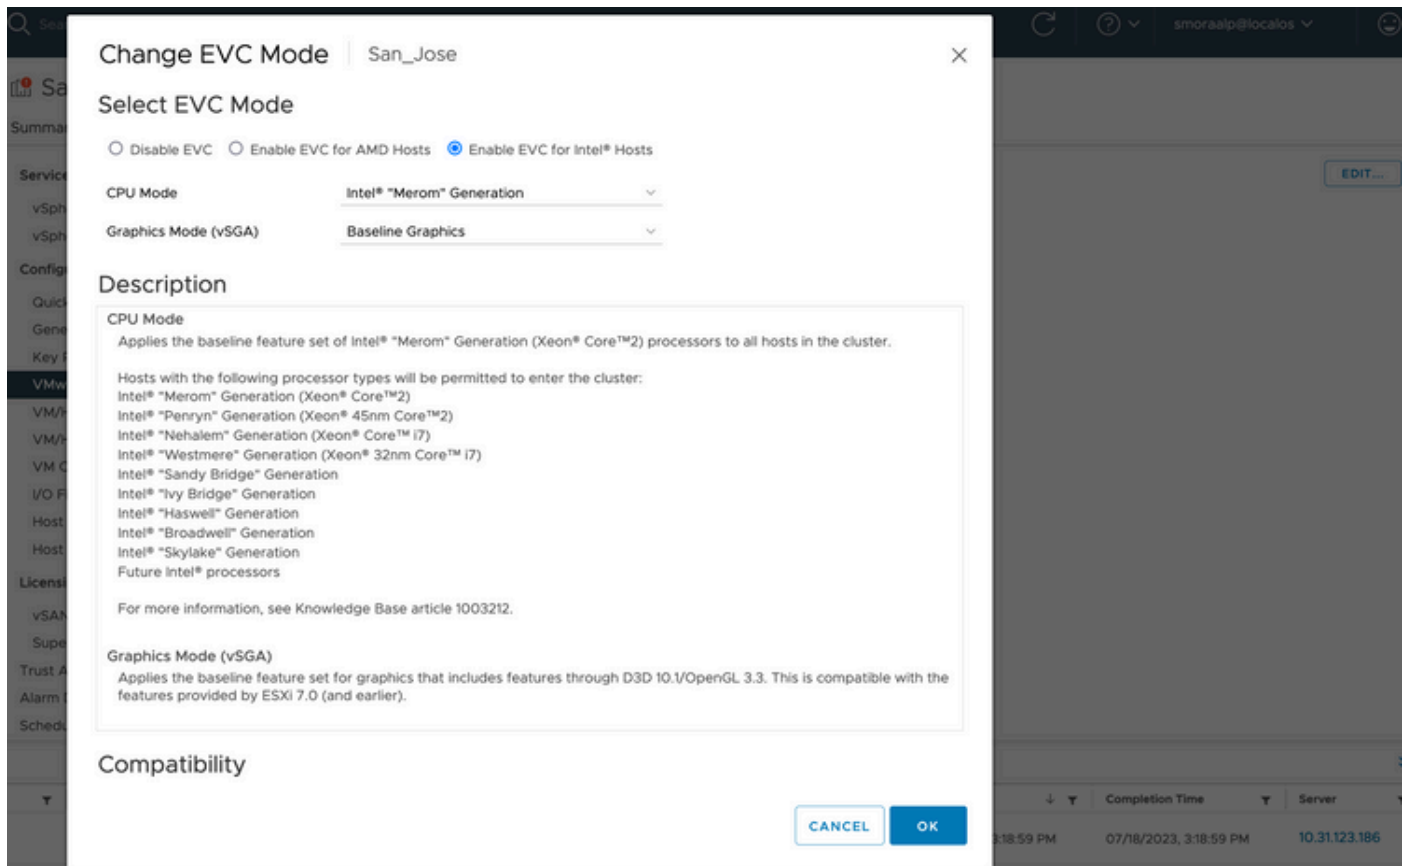 Change EVC Mode San_Jose
Select EVC Mode
Disable EVC Enable EVC for AMD Hosts Enable EVC for Intel® Hosts
CPU Mode Intel® "Merom" Generation
Graphics Mode (vSGA) Baseline Graphics
Description
CPU Mode
Applies the baseline feature set of Intel® "Merom" Generation (Xeon® Core™2) processors to all hosts in the cluster.
Hosts with the following processor types will be permitted to enter the cluster:
Intel® "Merom" Generation (Xeon® Core™2)
Intel® "Penryn" Generation (Xeon® 45nm Core™2)
Intel® "Nehalem" Generation (Xeon® Core™ i7)
Intel® "Westmere" Generation (Xeon® 32nm Core™ i7)
Intel® "Sandy Bridge" Generation
Intel® "Ivy Bridge" Generation
Intel® "Haswell" Generation
Intel® "Broadwell" Generation
Intel® "Skylake" Generation
Future Intel® processors
For more information, see Knowledge Base article 1003212.
Graphics Mode (vSGA)
Applies the baseline feature set for graphics that includes features through D3D 10.1/OpenGL 3.3. This is compatible with the
features provided by ESXi 7.0 (and earlier).
Compatibility
CANCEL OK
smoraalp@localos
EDIT...
Completion Time Server
3:18:59 PM 07/18/2023, 3:18:59 PM 10.31.123.186